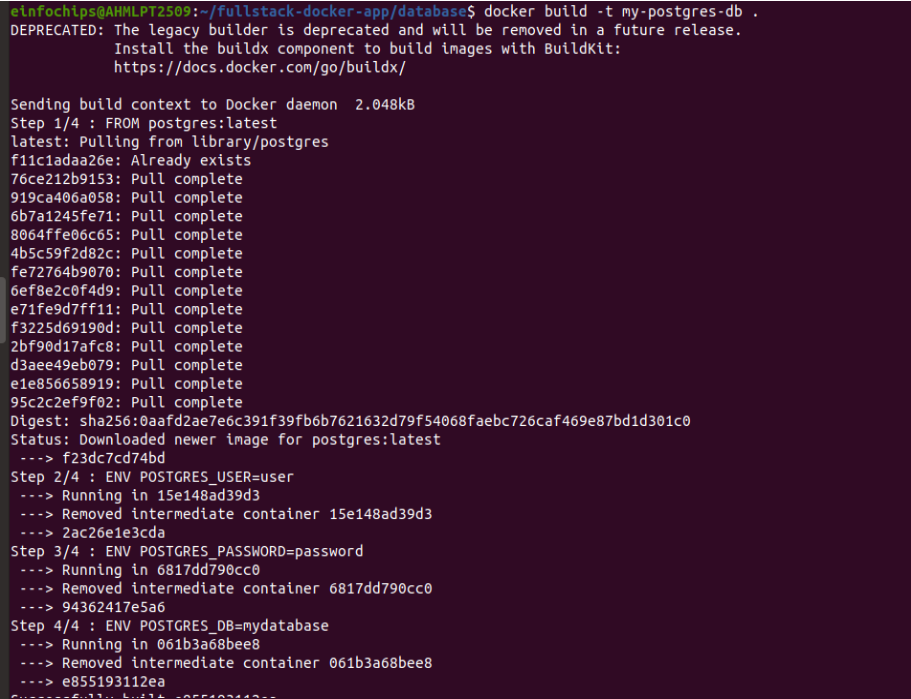 einfochips@AHMLPT2509:~/fullstack-docker-app/database$ docker build -t my-postgres-db .
DEPRECATED: The legacy builder is deprecated and will be removed in a future release.
            Install the buildx component to build images with BuildKit:
            https://docs.docker.com/go/buildx/

Sending build context to Docker daemon  2.048kB
Step 1/4 : FROM postgres:latest
latest: Pulling from library/postgres
f11c1adaa26e: Already exists
76ce212b9153: Pull complete
919ca406a058: Pull complete
6b7a1245fe71: Pull complete
8064ffe06c65: Pull complete
4b5c59f2d82c: Pull complete
fe72764b9070: Pull complete
6ef8e2c0f4d9: Pull complete
e71fe9d7ff11: Pull complete
f3225d69190d: Pull complete
2bf90d17afc8: Pull complete
d3aee49eb079: Pull complete
e1e856658919: Pull complete
95c2c2ef9f02: Pull complete
Digest: sha256:0aafd2ae7e6c391f39fb6b7621632d79f54068faebc726caf469e87bd1d301c0
Status: Downloaded newer image for postgres:latest
 ---> f23dc7cd74bd
Step 2/4 : ENV POSTGRES_USER=user
 ---> Running in 15e148ad39d3
 ---> Removed intermediate container 15e148ad39d3
 ---> 2ac26e1e3cda
Step 3/4 : ENV POSTGRES_PASSWORD=password
 ---> Running in 6817dd790cc0
 ---> Removed intermediate container 6817dd790cc0
 ---> 94362417e5a6
Step 4/4 : ENV POSTGRES_DB=mydatabase
 ---> Running in 061b3a68bee8
 ---> Removed intermediate container 061b3a68bee8
 ---> e855193112ea
Successfully built e855193112ea